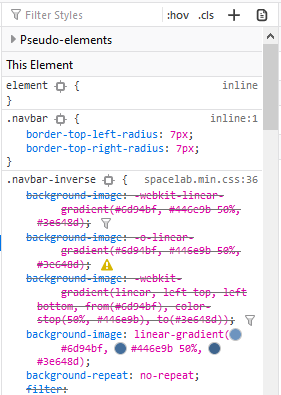 Filter Styles :hov .cls +
Pseudo-elements
This Element
element { inline
}
.navbar { inline:1
border-top-left-radius: 7px;
border-top-right-radius: 7px;
}
.navbar-inverse { spacelab.min.css:36
background-image: -webkit-linear-
gradient(#6d94bf, #446e9b 50%,
#3e648d);
background-image: -o-linear-
gradient(#6d94bf, #446e9b 50%,
#3e648d);
background-image: -webkit-
gradient(linear, left top, left
bottom, from(#6d94bf), color-
stop(50%, #446e9b), to(#3e648d));
background-image: linear-gradient(
#6d94bf, #446e9b 50%,
#3e648d);
background-repeat: no-repeat;
filter: